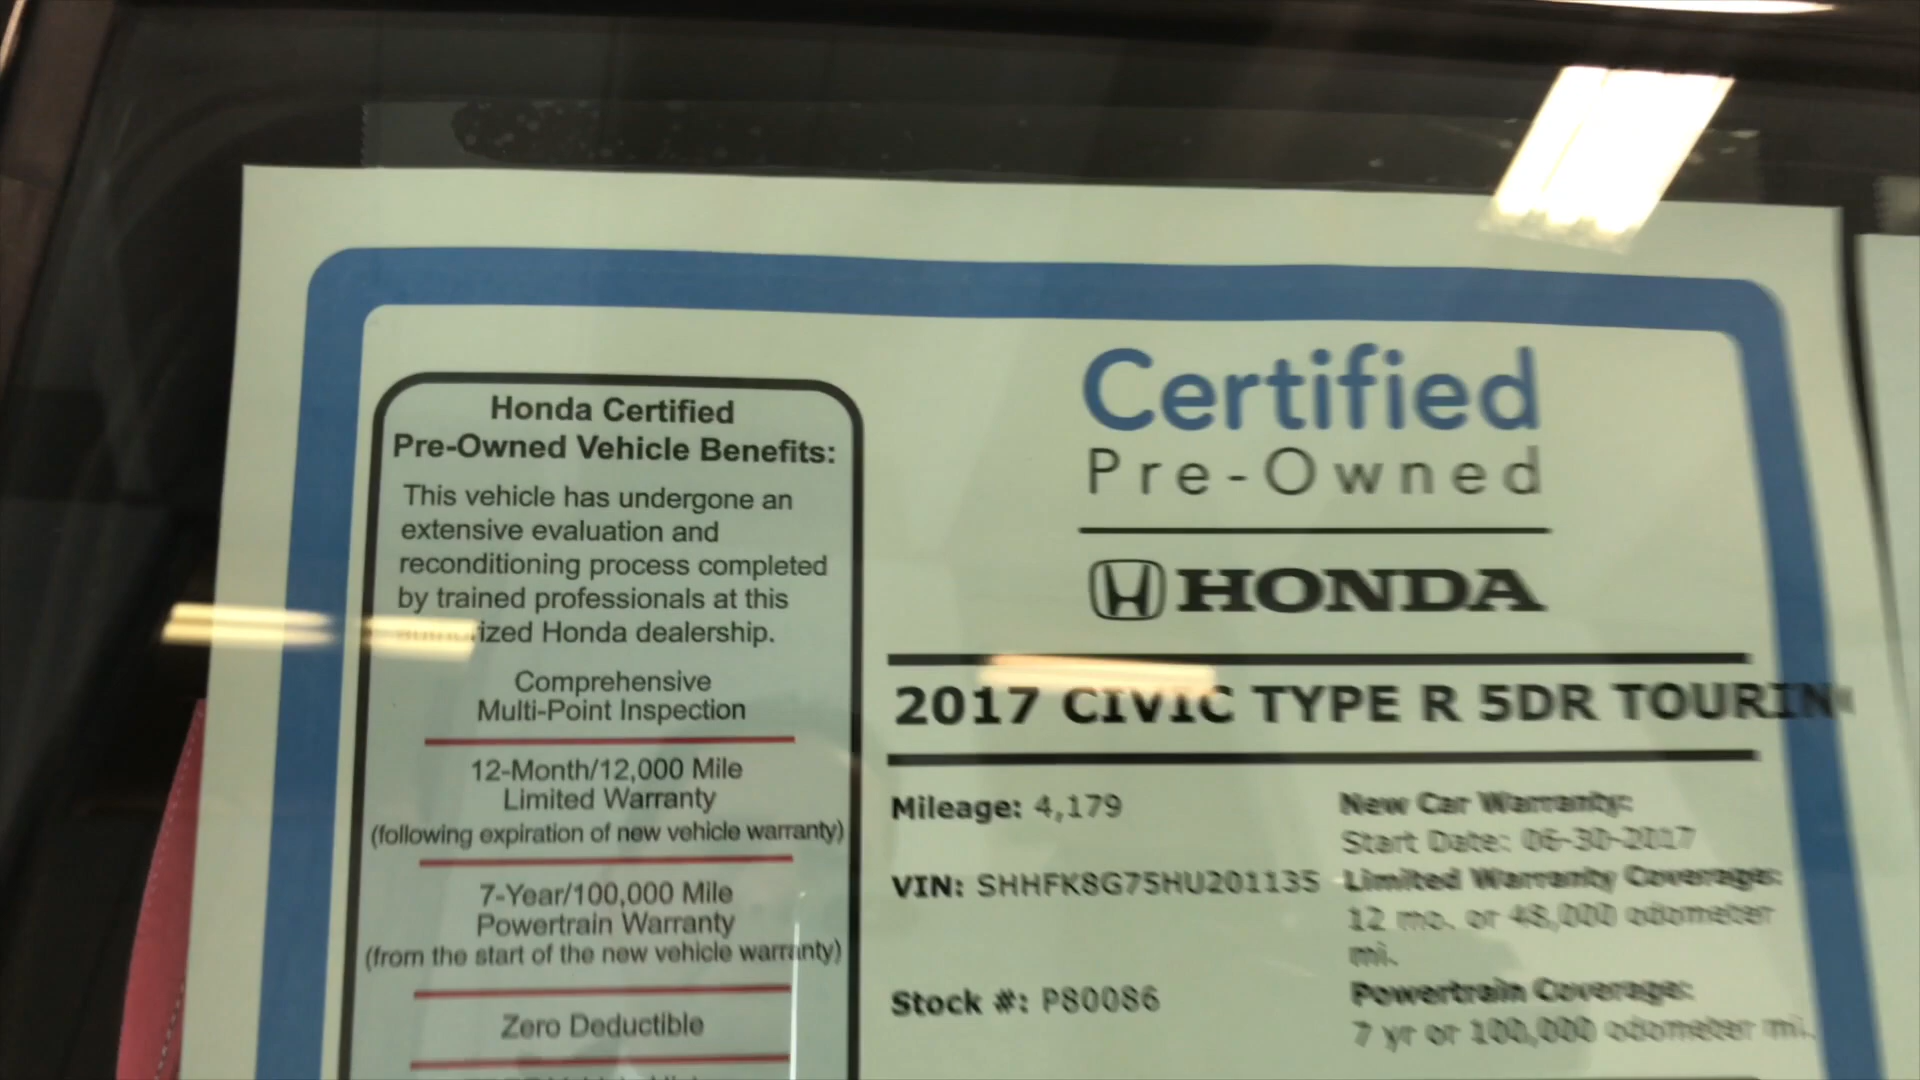 Honda Certified
Pre-Owned Vehicle Benefits:
This vehicle has undergone an
extensive evaluation and
reconditioning process completed
by trained professionals at this
Honda dealership.
Comprehensive
Multi-Point Inspection
12-Month/12,000 Mile
Limited Warranty
(following expiration of new vehicle warranty)
7-Year/100,000 Mile
Powertrain Warranty
(from the start of the new vehicle warranty)
Zero Deductible
Certified
Pre-Owned
HONDA
2017 CIVIC TYPE R 5DR
Mileage: 4,179
VIN: SHHFK8G75HU201135
Stock #: P80086
New Car Warranty:
Start Date: 06-30-2017
Limited Warranty Coverage:
12 mo. or 48,000 odometer
mi.
Powertrain Coverage:
7 yr or 100,000 odometer mi.